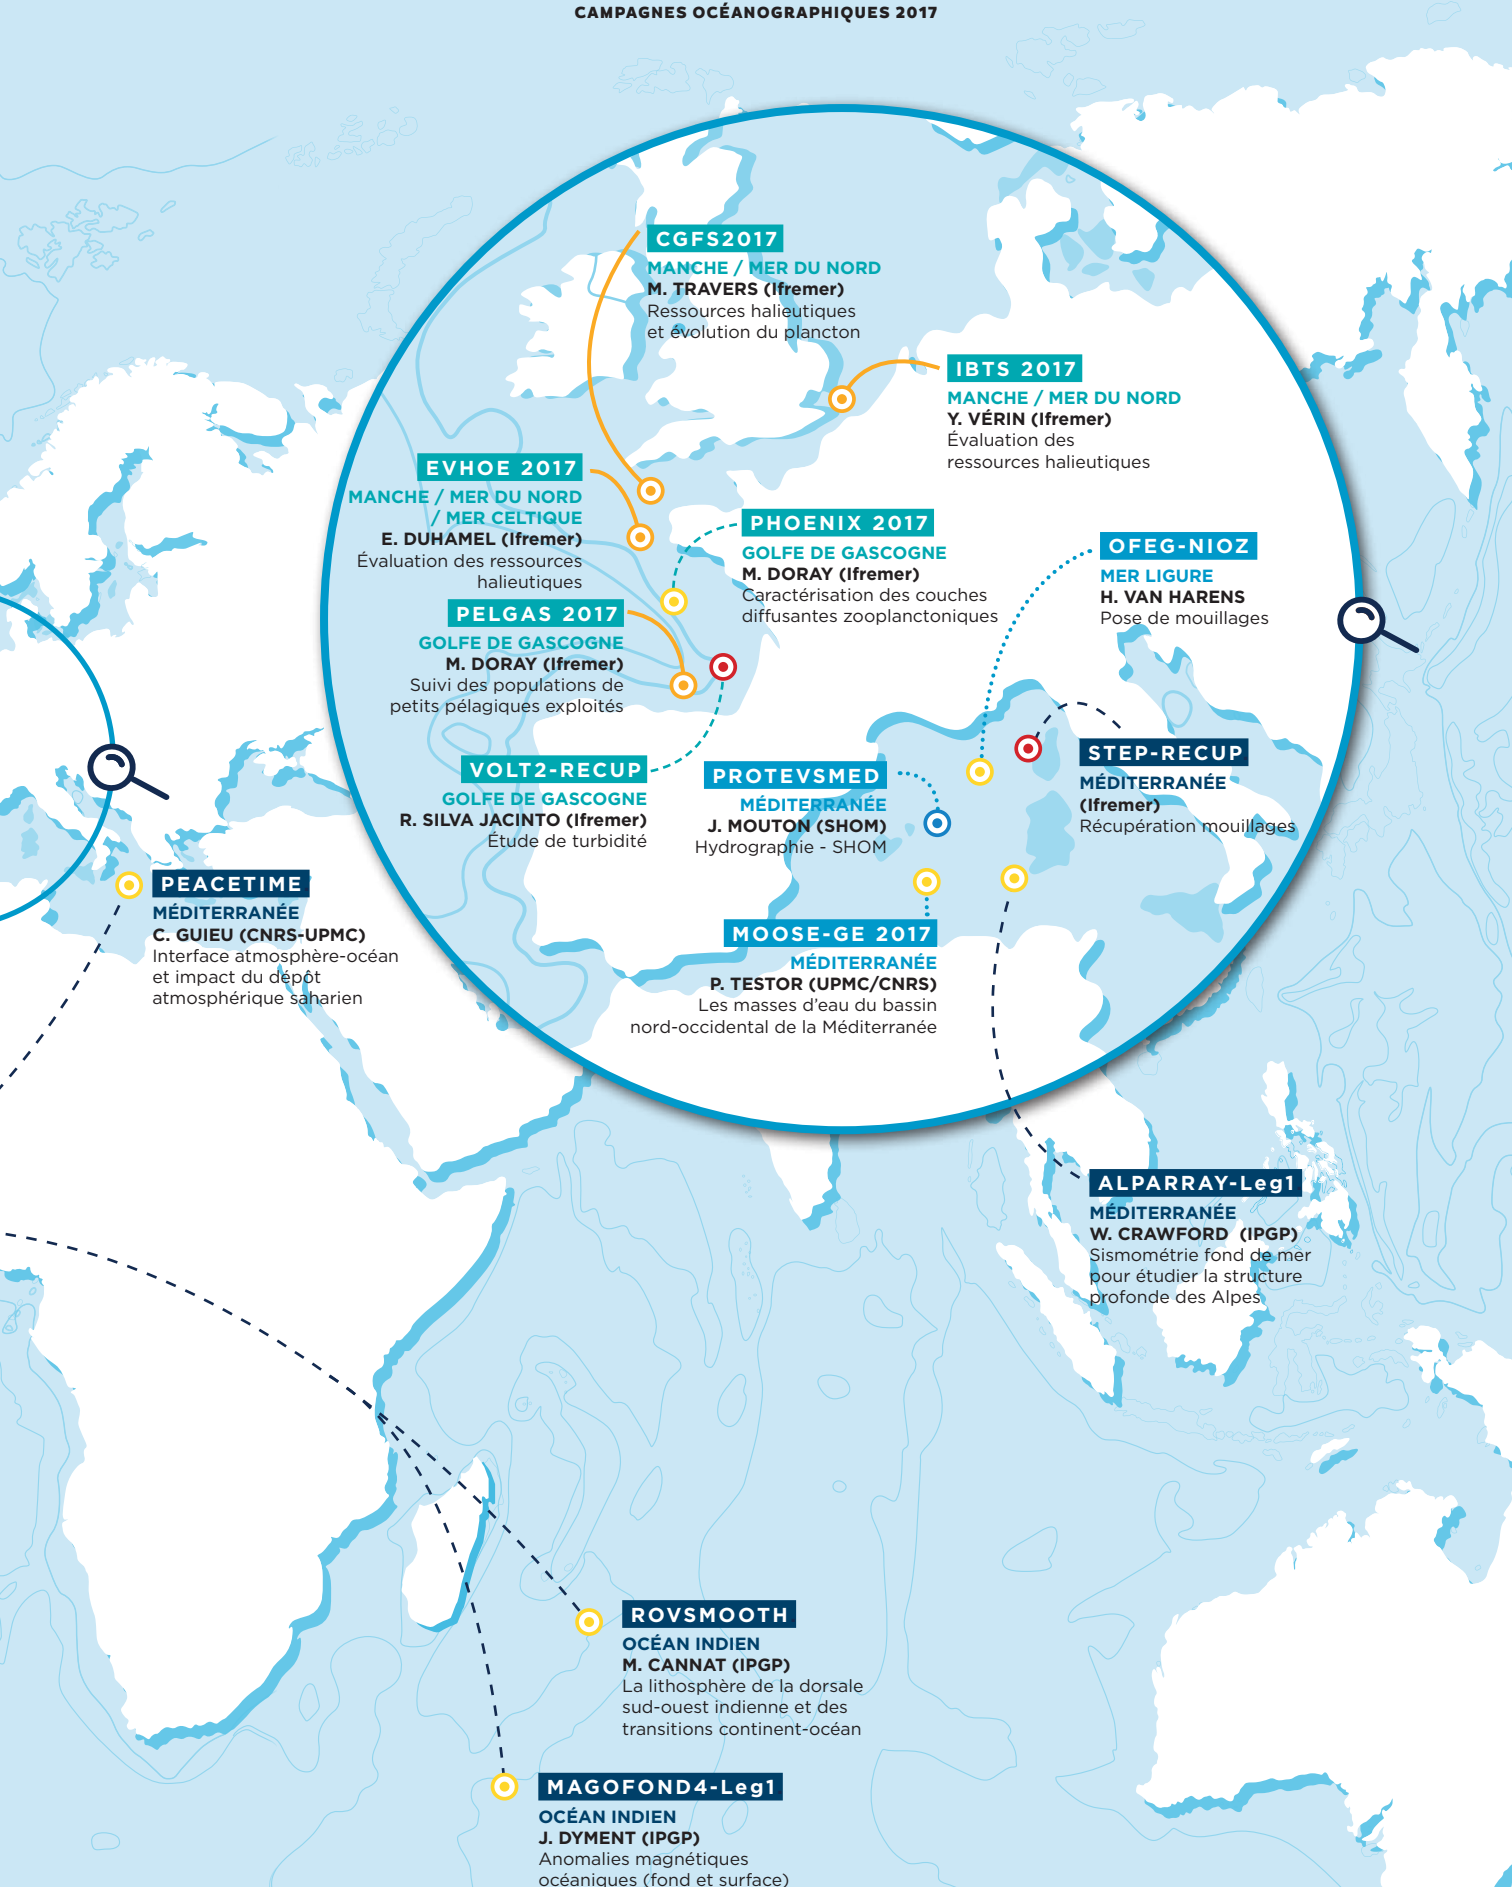 CAMPAGNES OCÉANOGRAPHIQUES 2017
CGFS2017
MANCHE / MER DU NORD
M. TRAVERS (Ifremer)
Ressources halieutiques
et évolution du plancton
IBTS 2017
MANCHE / MER DU NORD
Y. VÉRIN (Ifremer)
Évaluation des
ressources halieutiques
EVHOE 2017
MANCHE / MER DU NORD
/ MER CELTIQUE
E. DUHAMEL (Ifremer)
Évaluation des ressources
halieutiques
PHOENIX 2017
GOLFE DE GASCOGNE
M. DORAY (Ifremer)
Caractérisation des couches
diffusantes zooplanctoniques
OFEG-NIOZ
MER LIGURE
H. VAN HARENS
Pose de mouillages
PELGAS 2017
GOLFE DE GASCOGNE
M. DORAY (Ifremer)
Suivi des populations de
petits pélagiques exploités
VOLT2-RECUP
GOLFE DE GASCOGNE
R. SILVA JACINTO (Ifremer)
Étude de turbidité
PROTEVSMED
MÉDITERRANÉE
J. MOUTON (SHOM)
Hydrographie - SHOM
STEP-RECUP
MÉDITERRANÉE
(Ifremer)
Récupération mouillages
PEACETIME
MÉDITERRANÉE
C. GUIEU (CNRS-UPMC)
Interface atmosphère-océan
et impact du dépôt
atmosphérique saharien
MOOSE-GE 2017
MÉDITERRANÉE
P. TESTOR (UPMC/CNRS)
Les masses d'eau du bassin
nord-occidental de la Méditerranée
ALPARRAY-Leg1
MÉDITERRANÉE
W. CRAWFORD (IPGP)
Sismométrie fond de mer
pour étudier la structure
profonde des Alpes
ROVSMOOTH
OCÉAN INDIEN
M. CANNAT (IPGP)
La lithosphère de la dorsale
sud-ouest indienne et des
transitions continent-océan
MAGOFOND4-Leg1
OCÉAN INDIEN
J. DYMENT (IPGP)
Anomalies magnétiques
océaniques (fond et surface)